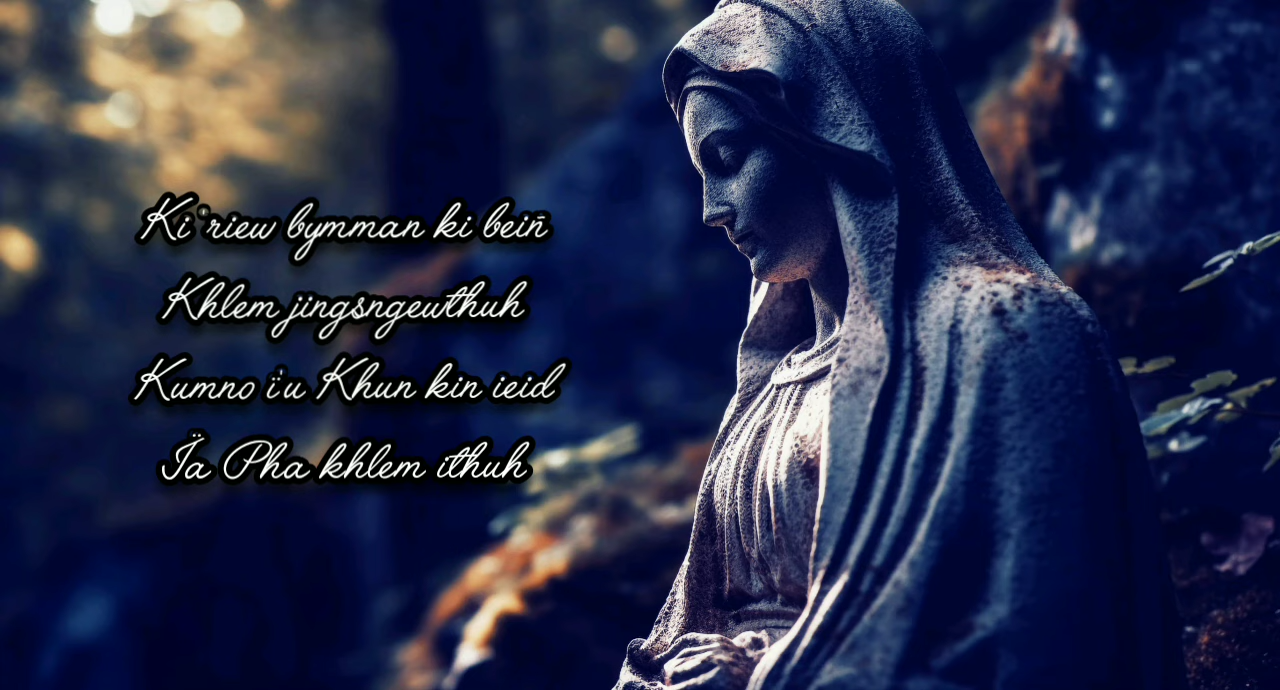 Ki 'riew bymman ki beiñ
Khlem jingsngewthuh
Kumno ï'u Khun kin ieid
Ïa Pha khlem ithuh